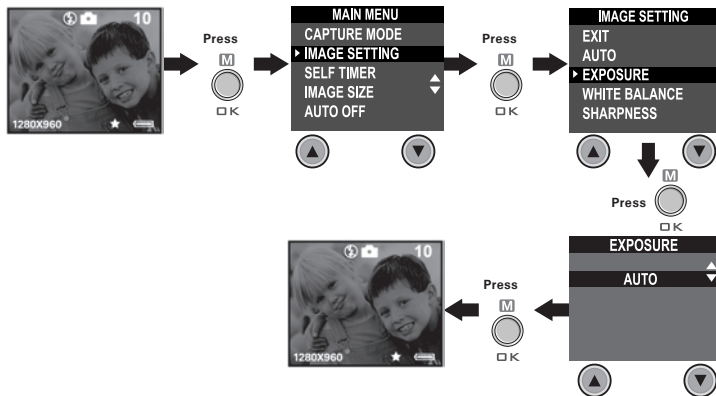 10
1280X960
Press
M
OK
MAIN MENU
CAPTURE MODE
IMAGE SETTING
SELF TIMER
IMAGE SIZE
AUTO OFF
Press
M
OK
IMAGE SETTING
EXIT
AUTO
EXPOSURE
WHITE BALANCE
SHARPNESS
Press
M
OK
EXPOSURE
AUTO
Press
M
OK
10
1280X960